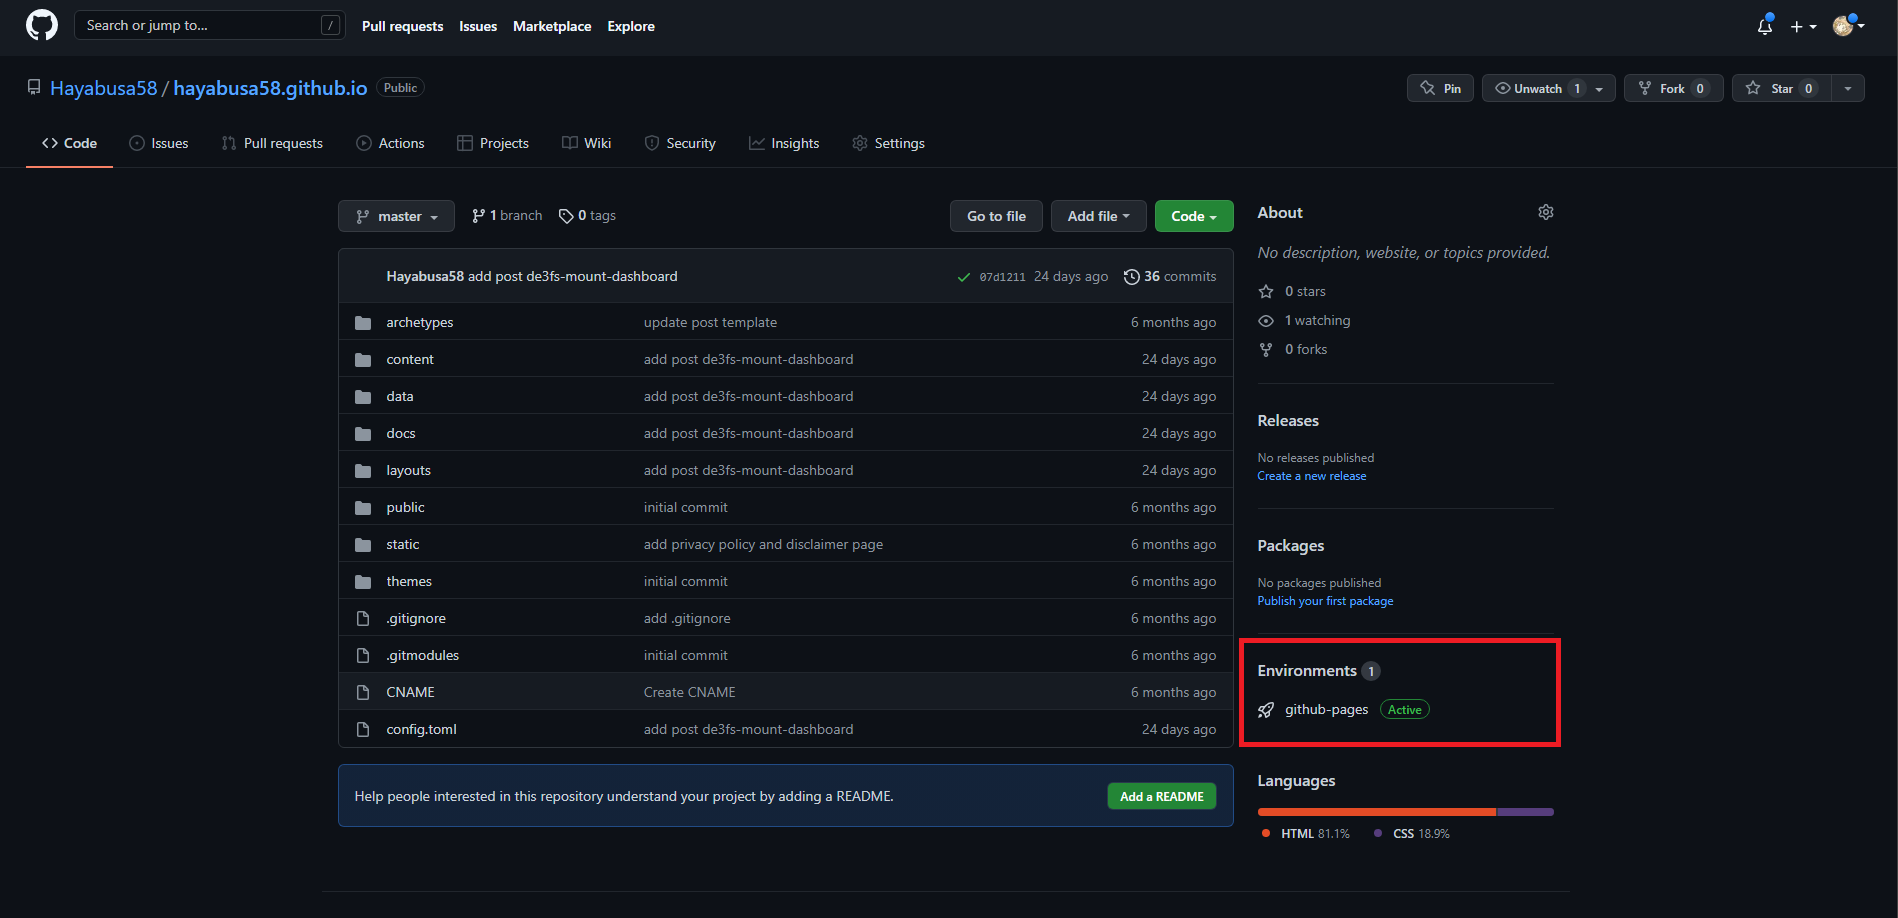 Search or jump to... /
Pull requests Issues Marketplace Explore
Hayabusa58 / hayabusa58.github.io Public
Pin Unwatch 1 Fork 0 Star 0
Code Issues Pull requests Actions Projects Wiki Security Insights Settings
master 1 branch 0 tags
Go to file Add file Code
Hayabusa58 add post de3fs-mount-dashboard 07d1211 24 days ago 36 commits
archetypes update post template 6 months ago
content add post de3fs-mount-dashboard 24 days ago
data add post de3fs-mount-dashboard 24 days ago
docs add post de3fs-mount-dashboard 24 days ago
layouts add post de3fs-mount-dashboard 24 days ago
public initial commit 6 months ago
static add privacy policy and disclaimer page 6 months ago
themes initial commit 6 months ago
.gitignore add .gitignore 6 months ago
.gitmodules initial commit 6 months ago
CNAME Create CNAME 6 months ago
config.toml add post de3fs-mount-dashboard 24 days ago
Help people interested in this repository understand your project by adding a README. Add a README
About
No description, website, or topics provided.
0 stars
1 watching
0 forks
Releases
No releases published
Create a new release
Packages
No packages published
Publish your first package
Environments 1
github-pages Active
Languages
HTML 81.1% CSS 18.9%